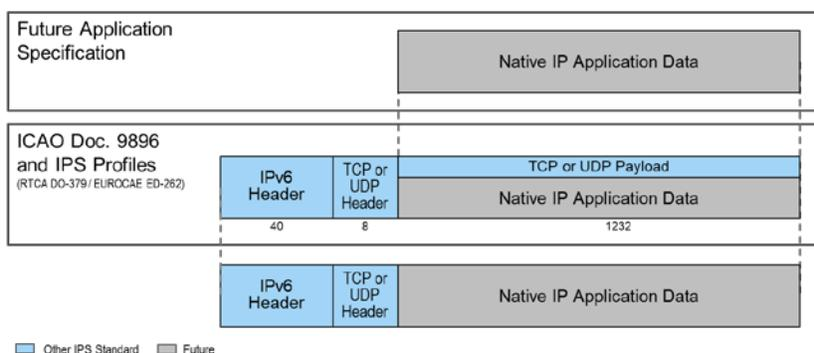 Future Application
Specification
Native IP Application Data
ICAO Doc. 9896
and IPS Profiles
(RTCA DO-379 / EUROCAE ED-262)
IPv6
Header
TCP or
UDP
Header
TCP or UDP Payload
Native IP Application Data
40
8
1232
IPv6
Header
TCP or
UDP
Header
Native IP Application Data
Other IPS Standard
Future